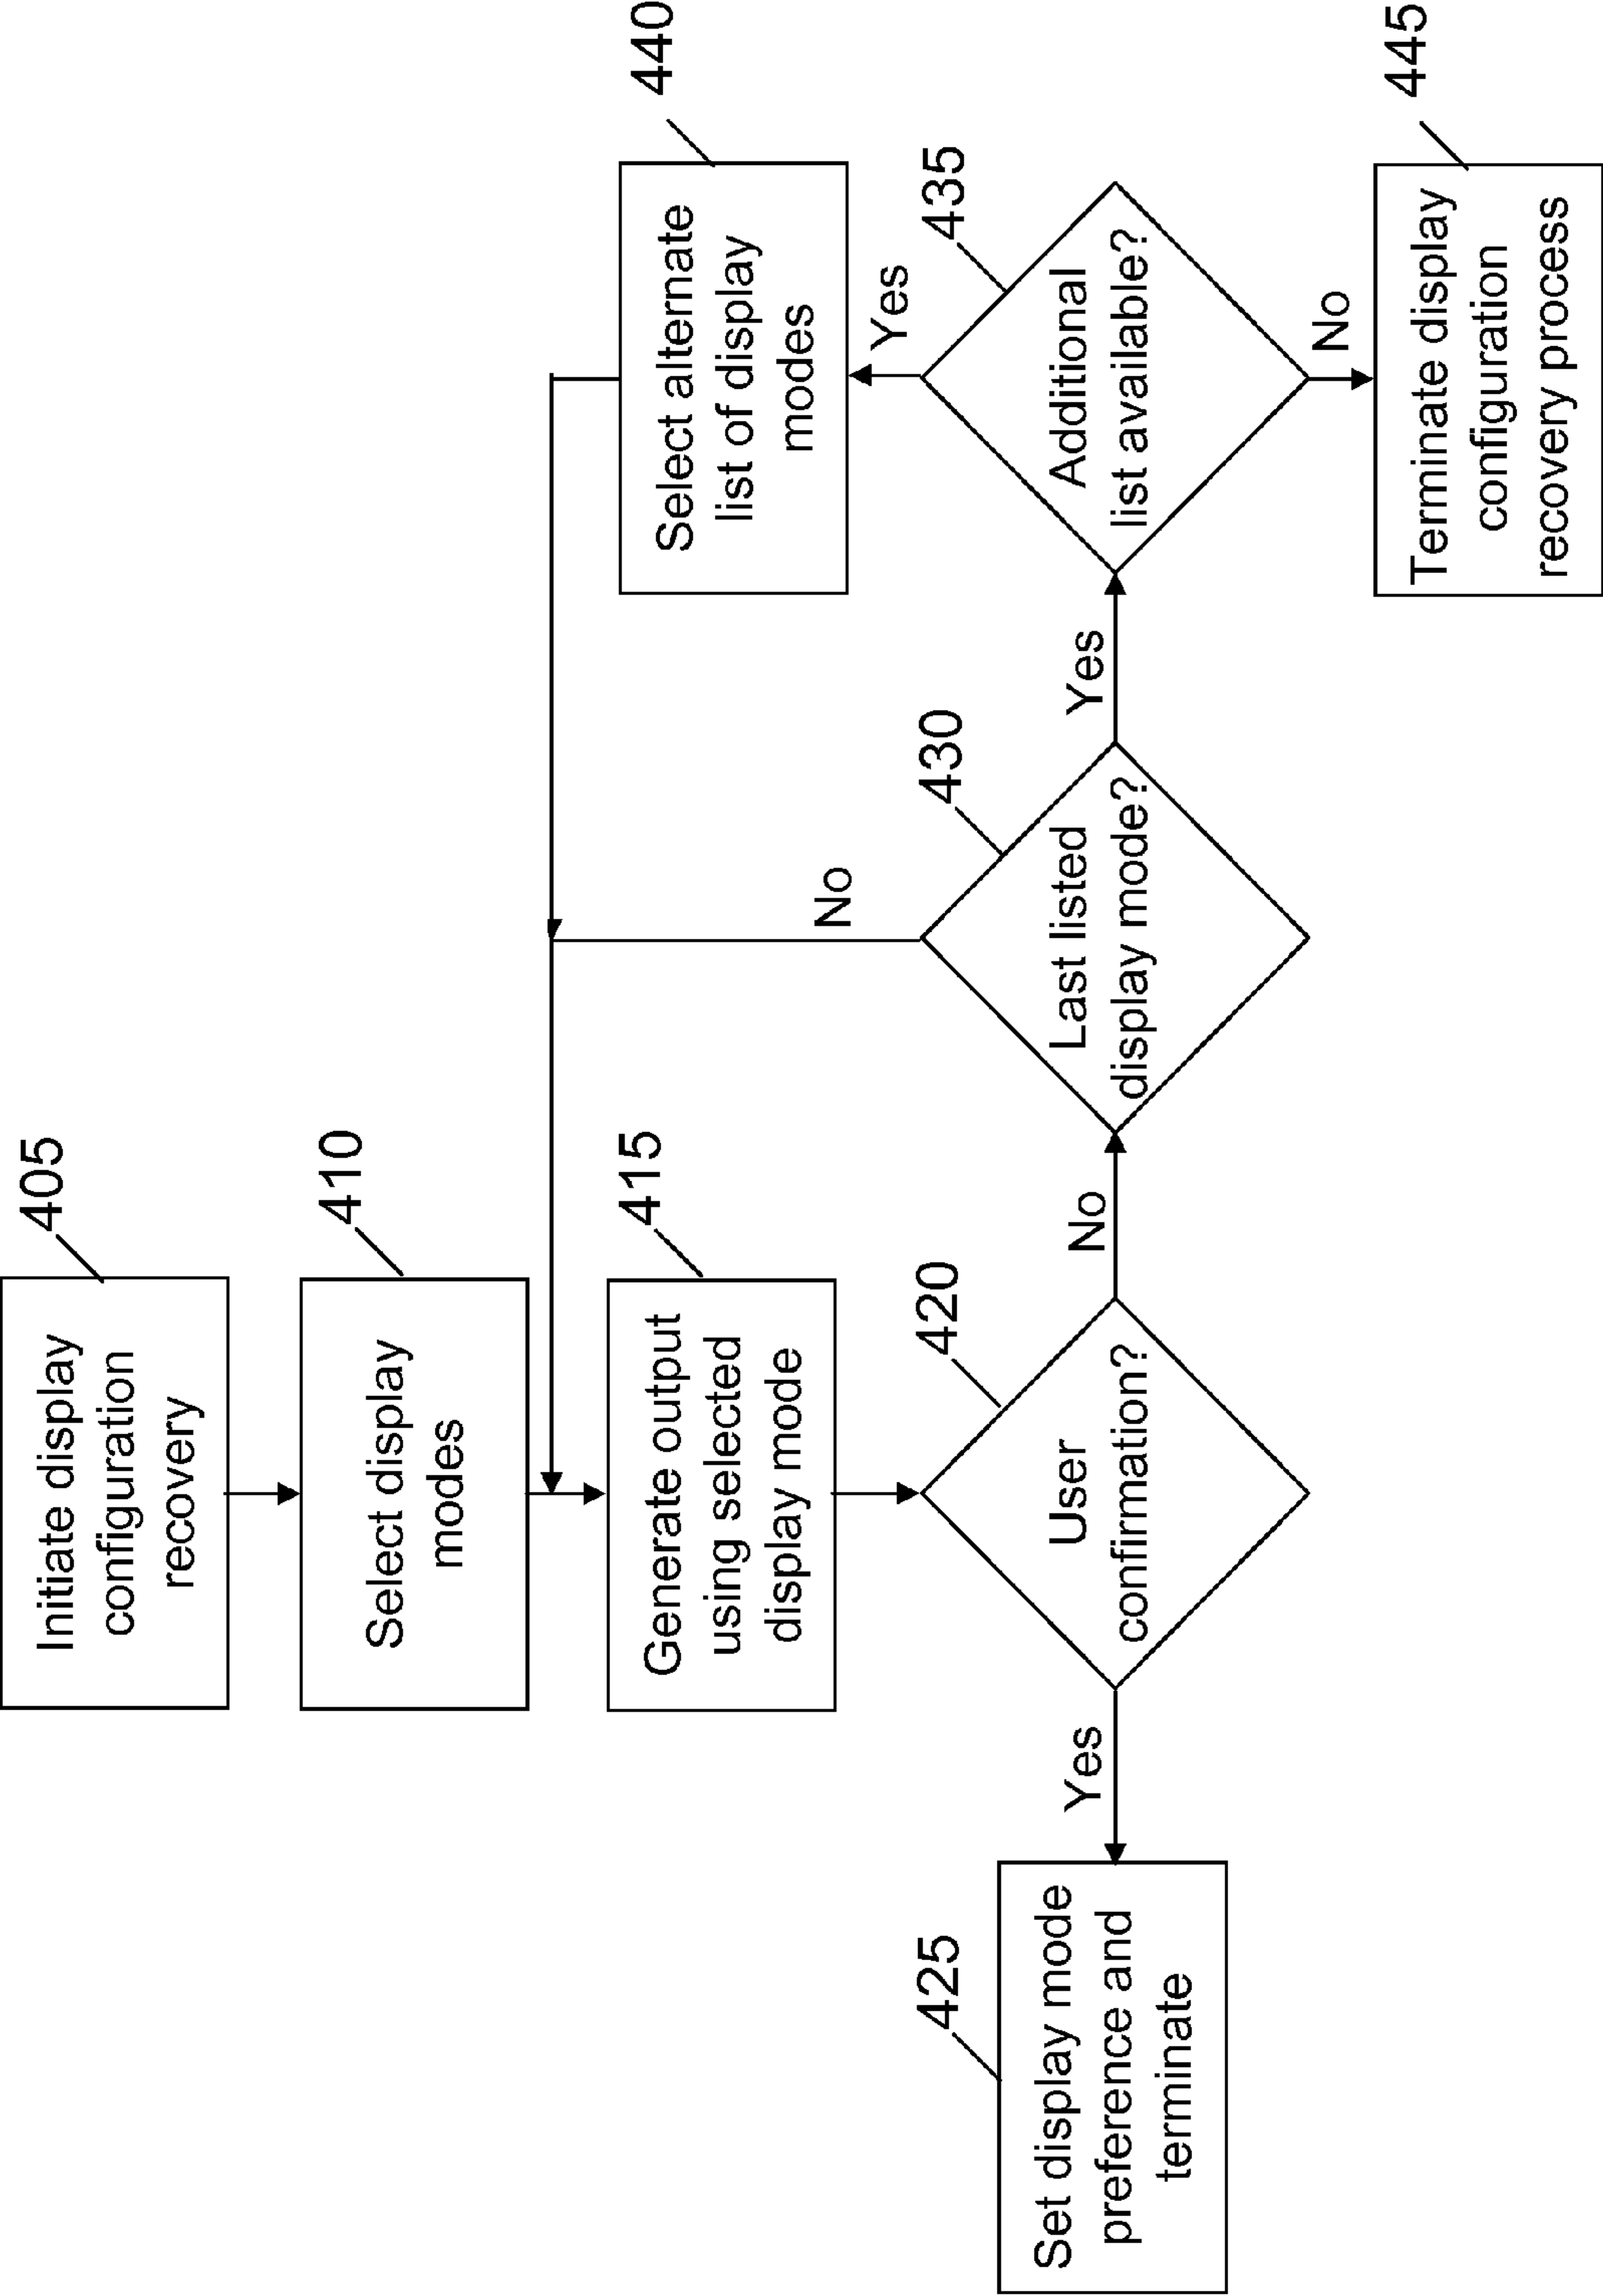 405
Initiate display
configuration
recovery
410
Select display
modes
415
Generate output
using selected
display mode
420
User
confirmation?
Yes
No
425
Set display mode
preference and
terminate
430
Last listed
display mode?
No
Yes
435
Additional
list available?
Yes
No
440
Select alternate
list of display
modes
445
Terminate display
configuration
recovery process